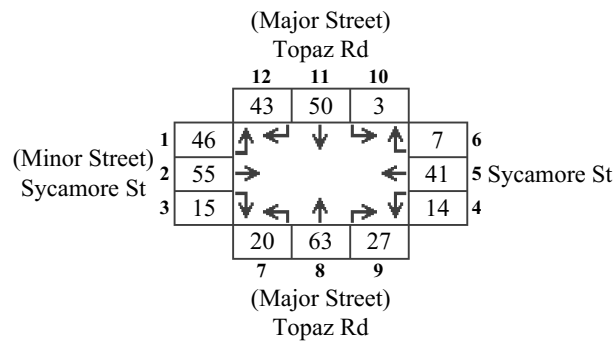 (Major Street)
Topaz Rd
12 11 10
43 50 3
1 46 7 6
(Minor Street)
Sycamore St
2 55 41 5 Sycamore St
3 15 14 4
20 63 27
7 8 9
(Major Street)
Topaz Rd